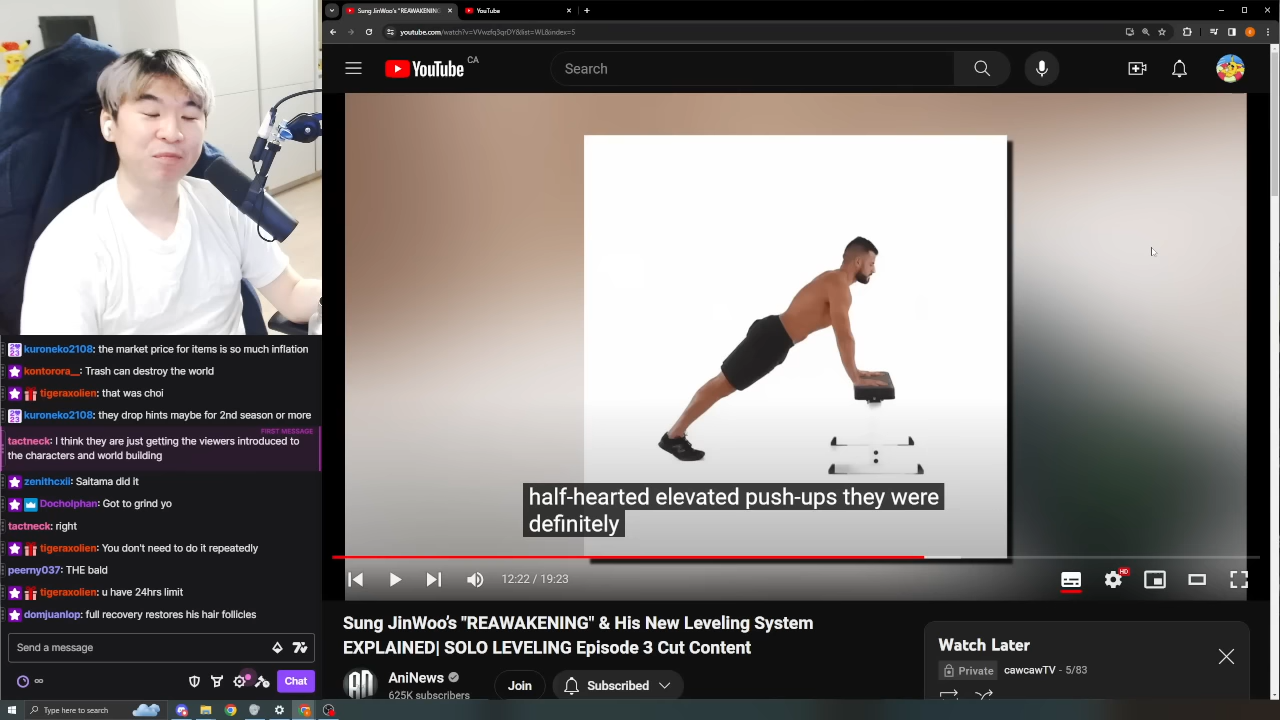 Sung JinWoo's "REAWAKENING"
YouTube
youtube.com/watch?v=VVwzfq3qrDY&list=WL&index=5
YouTube CA
Search
half-hearted elevated push-ups they were
definitely
12:22 / 19:23
HD
Sung JinWoo's "REAWAKENING" & His New Leveling System
EXPLAINED| SOLO LEVELING Episode 3 Cut Content
AniNews
625K subscribers
Join
Subscribed
Watch Later
Private cawcawTV - 5/83
kuroneko2108: the market price for items is so much inflation
kontorora__: Trash can destroy the world
tigeraxolien: that was choi
kuroneko2108: they drop hints maybe for 2nd season or more
FIRST MESSAGE
tactneck: I think they are just getting the viewers introduced to
the characters and world building
zenithcxii: Saitama did it
Docholphan: Got to grind yo
tactneck: right
tigeraxolien: You don't need to do it repeatedly
peerny037: THE bald
tigeraxolien: u have 24hrs limit
domjuanlop: full recovery restores his hair follicles
Send a message
Chat
Type here to search